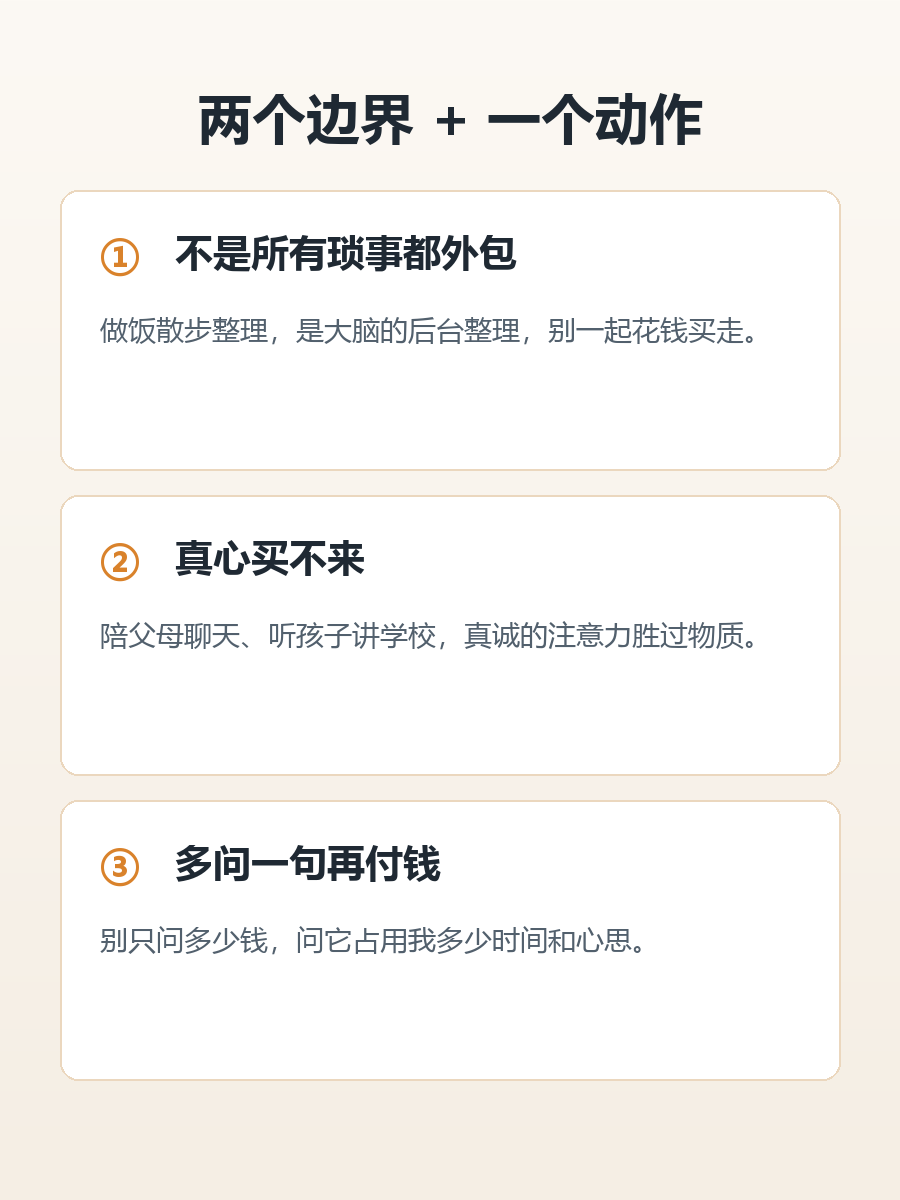 两个边界 + 一个动作
① 不是所有琐事都外包
做饭散步整理，是大脑的后台整理，别一起花钱买走。
② 真心买不来
陪父母聊天、听孩子讲学校，真诚的注意力胜过物质。
③ 多问一句再付钱
别只问多少钱，问它占用我多少时间和心思。